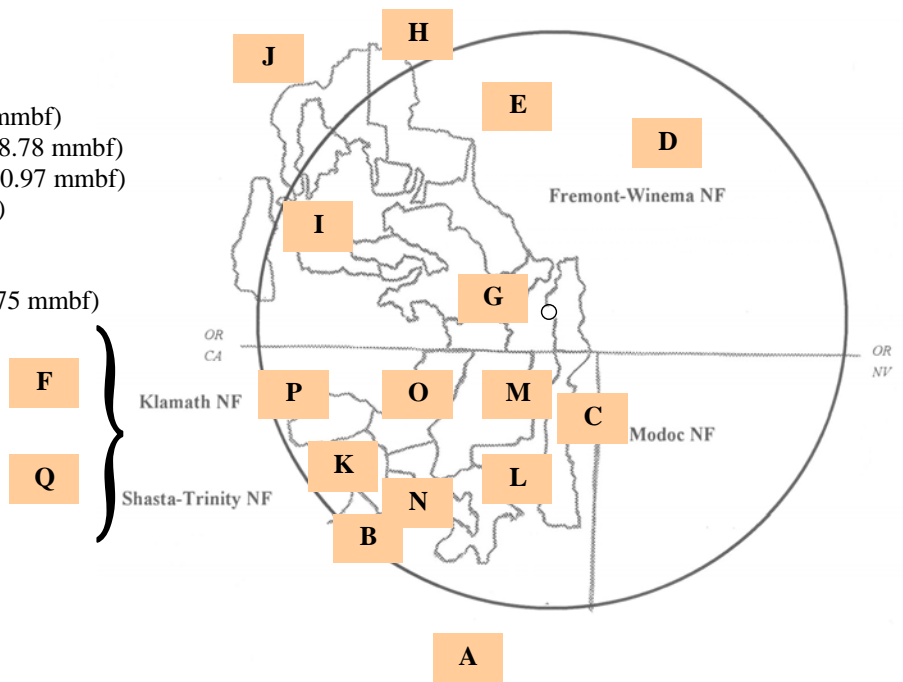 H
J
E
mmbf)
8.78 mmbf)
D
0.97 mmbf)
Fremont-Winema NF
)
I
G
75 mmbf)
OR
CA
OR
NV
F
P
O
M
C
Klamath NF
Modoc NF
K
L
Q
N
Shasta-Trinity NF
B
A